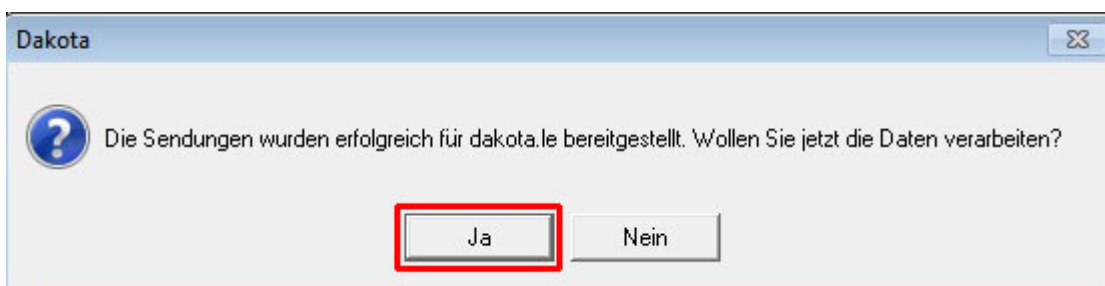 Dakota
Die Sendungen wurden erfolgreich für dakota.le bereitgestellt. Wollen Sie jetzt die Daten verarbeiten?
Ja
Nein